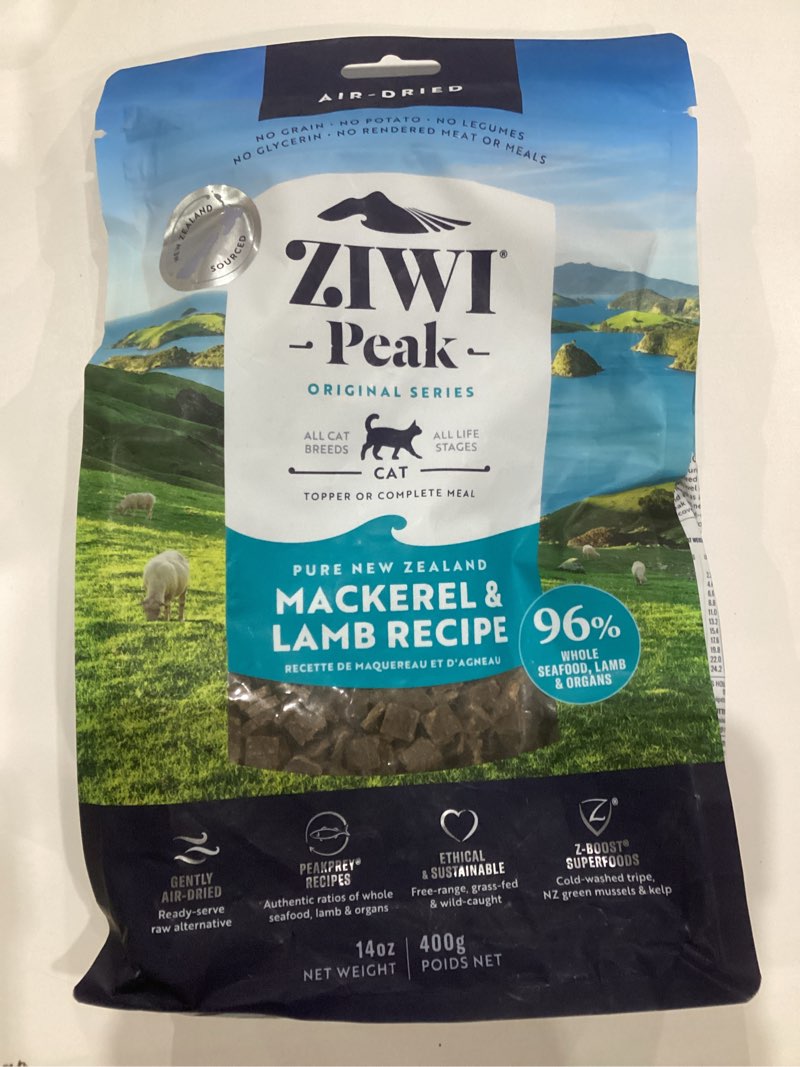 AIR-DRIED
NO GRAIN · NO POTATO · NO LEGUMES
NO GLYCERIN · NO RENDERED MEAT OR MEALS
NEW ZEALAND
SOURCED
ZIWI®
Peak
ORIGINAL SERIES
ALL CAT
BREEDS
ALL LIFE
STAGES
CAT
TOPPER OR COMPLETE MEAL
PURE NEW ZEALAND
MACKEREL &
LAMB RECIPE
RECETTE DE MAQUEREAU ET D'AGNEAU
96%
WHOLE
SEAFOOD, LAMB
& ORGANS
GENTLY
AIR-DRIED
Ready-serve
raw alternative
PEAKPREY®
RECIPES
Authentic ratios of whole
seafood, lamb & organs
ETHICAL
& SUSTAINABLE
Free-range, grass-fed
& wild-caught
Z®
Z-BOOST®
SUPERFOODS
Cold-washed tripe,
NZ green mussels & kelp
14oz
NET WEIGHT
400g
POIDS NET